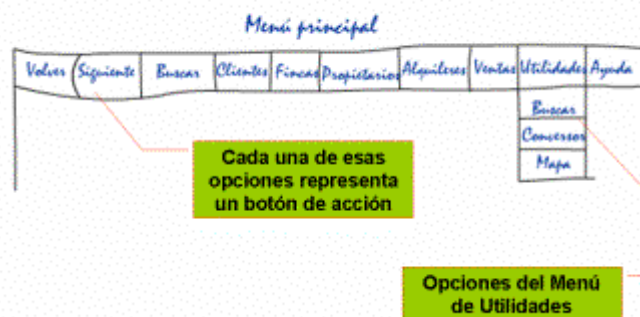 Menú principal
Volver Siguiente Buscar Clientes Fincas Propietarios Alquileres Ventas Utilidades Ayuda
Buscar
Conversor
Mapa
Cada una de esas
opciones representa
un botón de acción
Opciones del Menú
de Utilidades